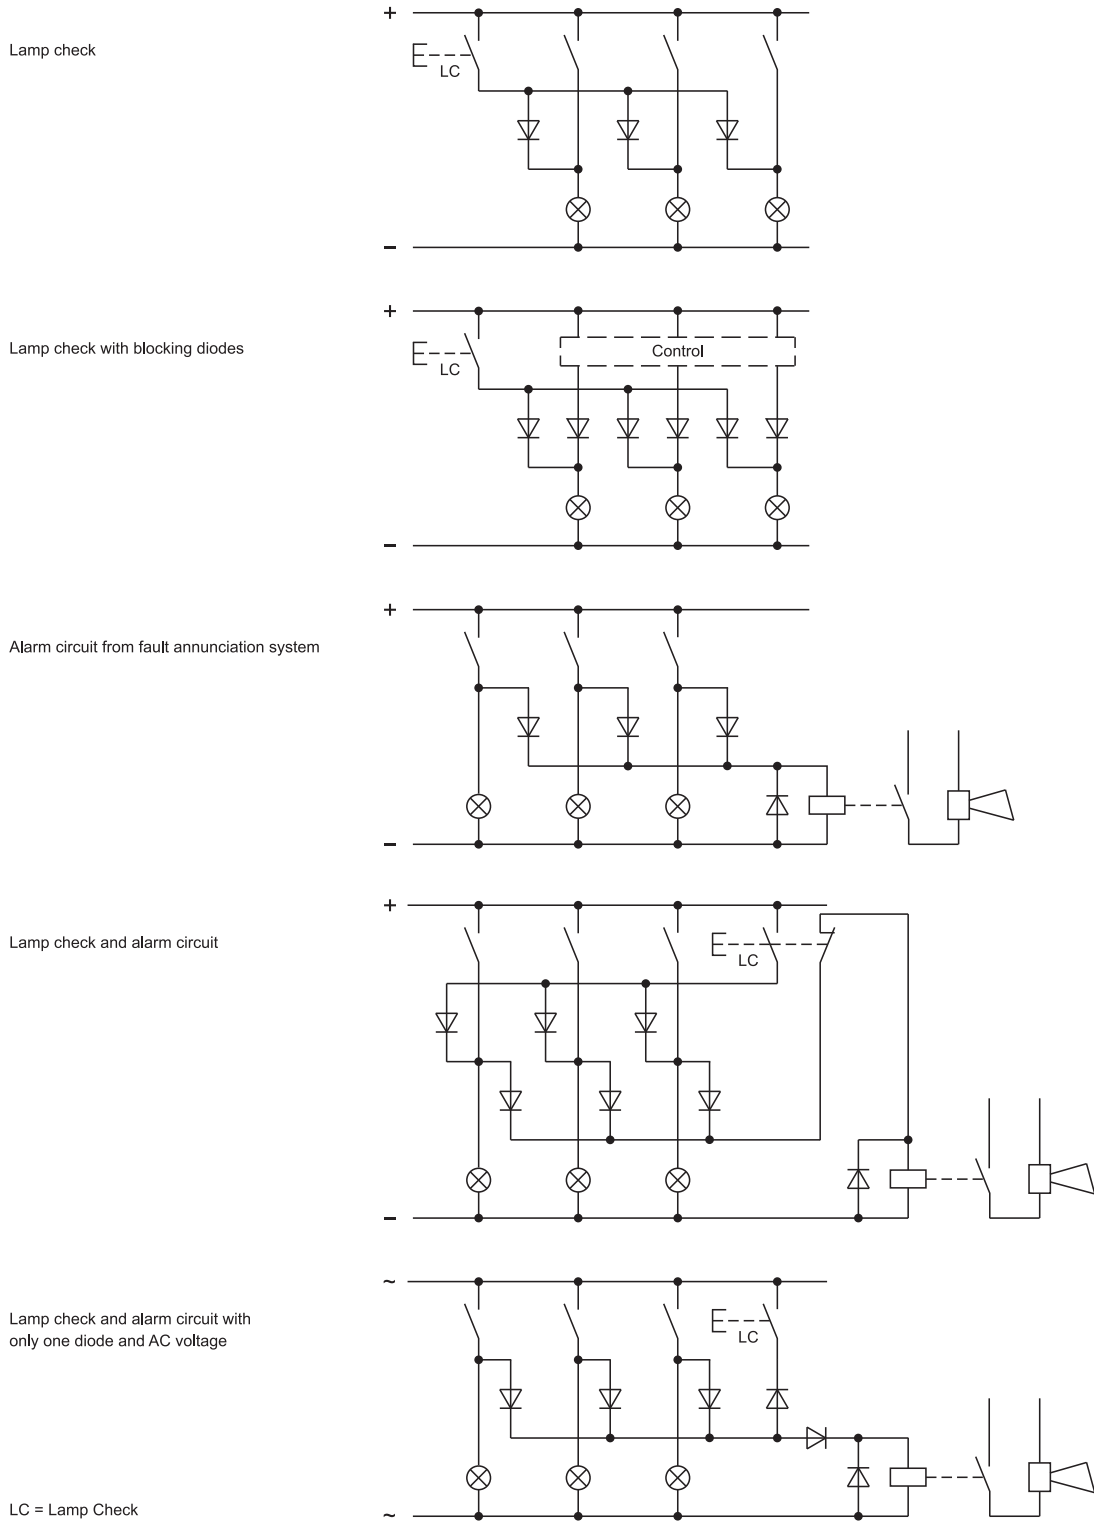 +
Lamp check
LC
−
+
Lamp check with blocking diodes
Control
LC
−
+
Alarm circuit from fault annunciation system
−
+
Lamp check and alarm circuit
LC
−
~
Lamp check and alarm circuit with
only one diode and AC voltage
LC
LC = Lamp Check
~